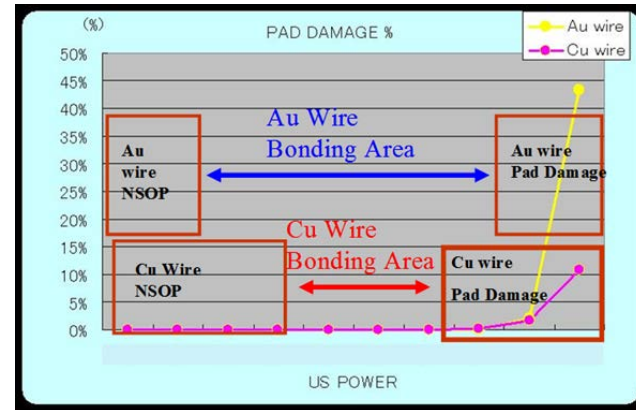 (%)
PAD DAMAGE %
Au wire
Cu wire
50%
45%
40%
35%
30%
25%
20%
15%
10%
5%
0%
Au Wire
Bonding Area
Au
wire
NSOP
Au wire
Pad Damage
Cu Wire
Bonding Area
Cu Wire
NSOP
Cu wire
Pad Damage
US POWER